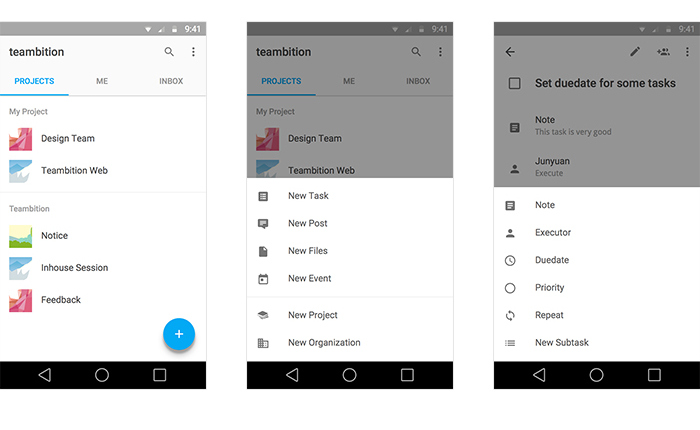 9:41
teambition
PROJECTS ME INBOX
My Project
Design Team
Teambition Web
Teambition
Notice
Inhouse Session
Feedback
9:41
teambition
PROJECTS ME INBOX
My Project
Design Team
Teambition Web
New Task
New Post
New Files
New Event
New Project
New Organization
9:41
Set duedate for some tasks
Note
This task is very good
Junyuan
Execute
Note
Executor
Duedate
Priority
Repeat
New Subtask